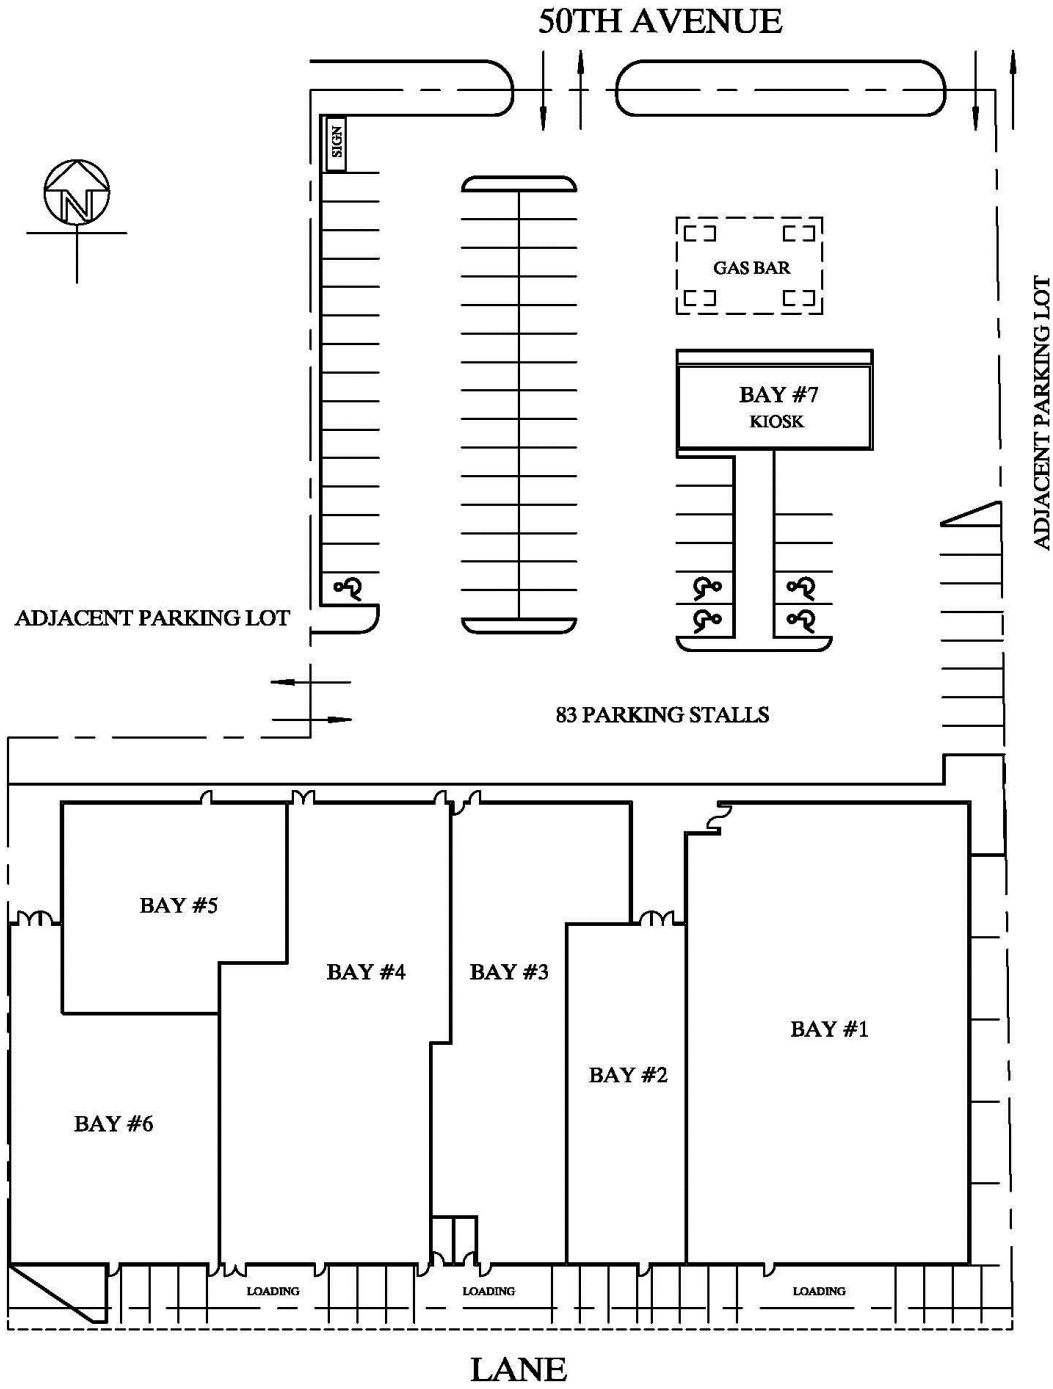 50TH AVENUE
SIGN
N
GAS BAR
BAY #7
KIOSK
ADJACENT PARKING LOT
ADJACENT PARKING LOT
83 PARKING STALLS
BAY #5
BAY #4
BAY #3
BAY #1
BAY #2
BAY #6
LOADING
LOADING
LOADING
LANE